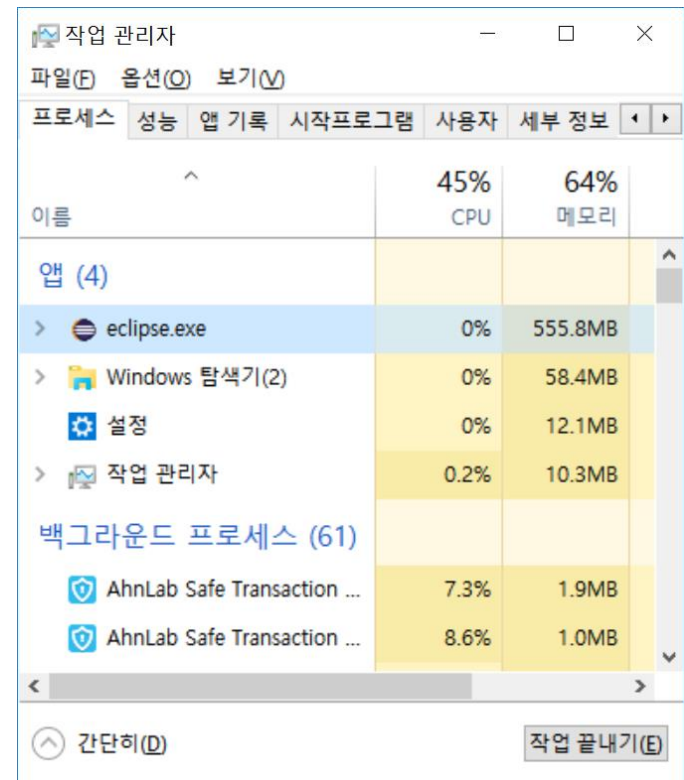 작업 관리자
파일(F) 옵션(O) 보기(V)
프로세스 성능 앱 기록 시작프로그램 사용자 세부 정보
45% 64%
이름 CPU 메모리
앱 (4)
eclipse.exe 0% 555.8MB
Windows 탐색기(2) 0% 58.4MB
설정 0% 12.1MB
작업 관리자 0.2% 10.3MB
백그라운드 프로세스 (61)
AhnLab Safe Transaction ... 7.3% 1.9MB
AhnLab Safe Transaction ... 8.6% 1.0MB
간단히(D) 작업 끝내기(E)